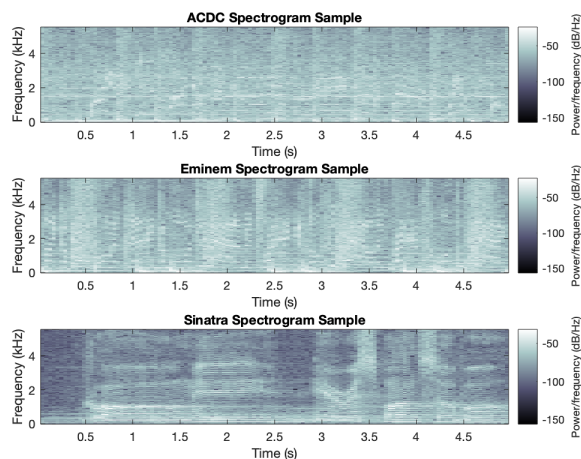 ACDC Spectrogram Sample
Frequency (kHz)
4
2
0
0.5 1 1.5 2 2.5 3 3.5 4 4.5
Time (s)
-50
-100
-150
Power/frequency (dB/Hz)
Eminem Spectrogram Sample
Frequency (kHz)
4
2
0
0.5 1 1.5 2 2.5 3 3.5 4 4.5
Time (s)
-50
-100
-150
Power/frequency (dB/Hz)
Sinatra Spectrogram Sample
Frequency (kHz)
4
2
0
0.5 1 1.5 2 2.5 3 3.5 4 4.5
Time (s)
-50
-100
-150
Power/frequency (dB/Hz)